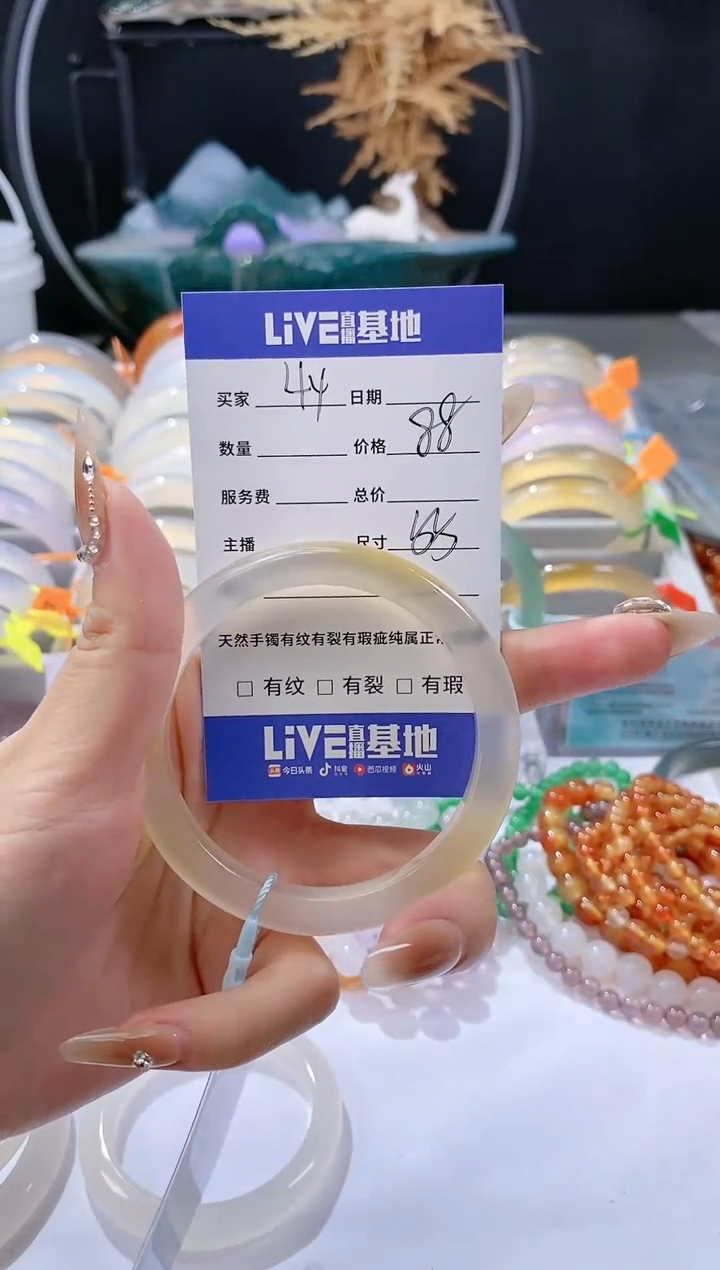 LiVE直播基地
买家 44 日期
数量 价格 88
服务费 总价
主播 尺寸
天然手镯有纹有裂有瑕疵纯属正
□ 有纹 □ 有裂 □ 有瑕
LiVE直播基地
今日头条 抖音 西瓜视频 火山